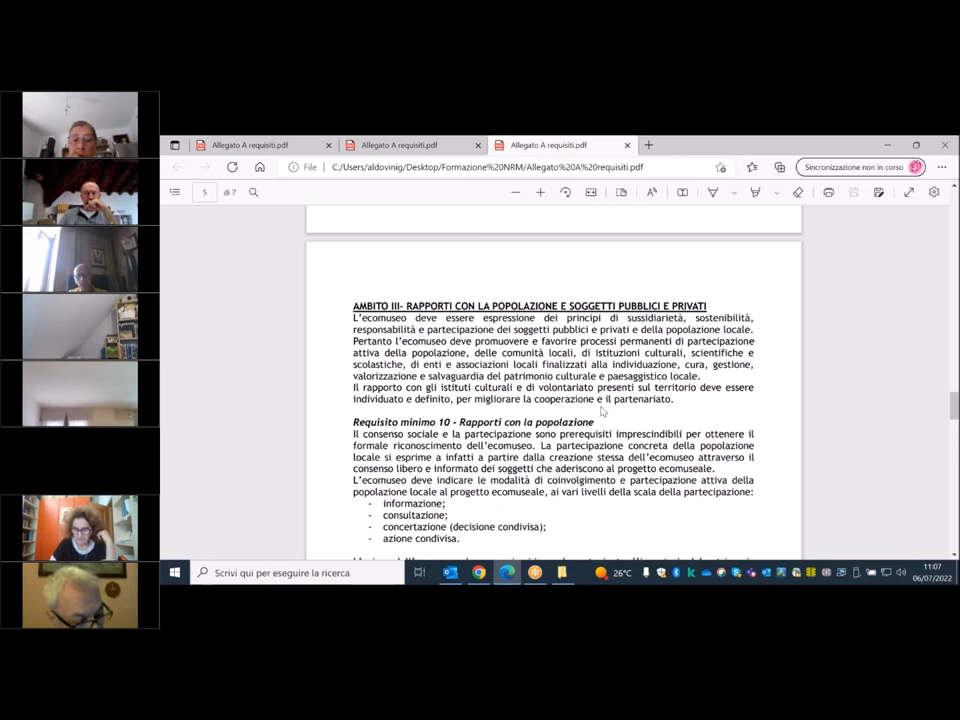 Allegato A requisiti.pdf
Allegato A requisiti.pdf
Allegato A requisiti.pdf
File
C:/Users/aldovinig/Desktop/Formazione%20NRM/Allegato%20A%20requisiti.pdf
Sincronizzazione non in corso
5 di 7
AMBITO III- RAPPORTI CON LA POPOLAZIONE E SOGGETTI PUBBLICI E PRIVATI
L'ecomuseo deve essere espressione dei principi di sussidiarietà, sostenibilità,
responsabilità e partecipazione dei soggetti pubblici e privati e della popolazione locale.
Pertanto l'ecomuseo deve promuovere e favorire processi permanenti di partecipazione
attiva della popolazione, delle comunità locali, di istituzioni culturali, scientifiche e
scolastiche, di enti e associazioni locali finalizzati alla individuazione, cura, gestione,
valorizzazione e salvaguardia del patrimonio culturale e paesaggistico locale.
Il rapporto con gli istituti culturali e di volontariato presenti sul territorio deve essere
individuato e definito, per migliorare la cooperazione e il partenariato.
Requisito minimo 10 - Rapporti con la popolazione
Il consenso sociale e la partecipazione sono prerequisiti imprescindibili per ottenere il
formale riconoscimento dell'ecomuseo. La partecipazione concreta della popolazione
locale si esprime a infatti a partire dalla creazione stessa dell'ecomuseo attraverso il
consenso libero e informato dei soggetti che aderiscono al progetto ecomuseale.
L'ecomuseo deve indicare le modalità di coinvolgimento e partecipazione attiva della
popolazione locale al progetto ecomuseale, ai vari livelli della scala della partecipazione:
- informazione;
- consultazione;
- concertazione (decisione condivisa);
- azione condivisa.
Scrivi qui per eseguire la ricerca
26°C
11:07
06/07/2022